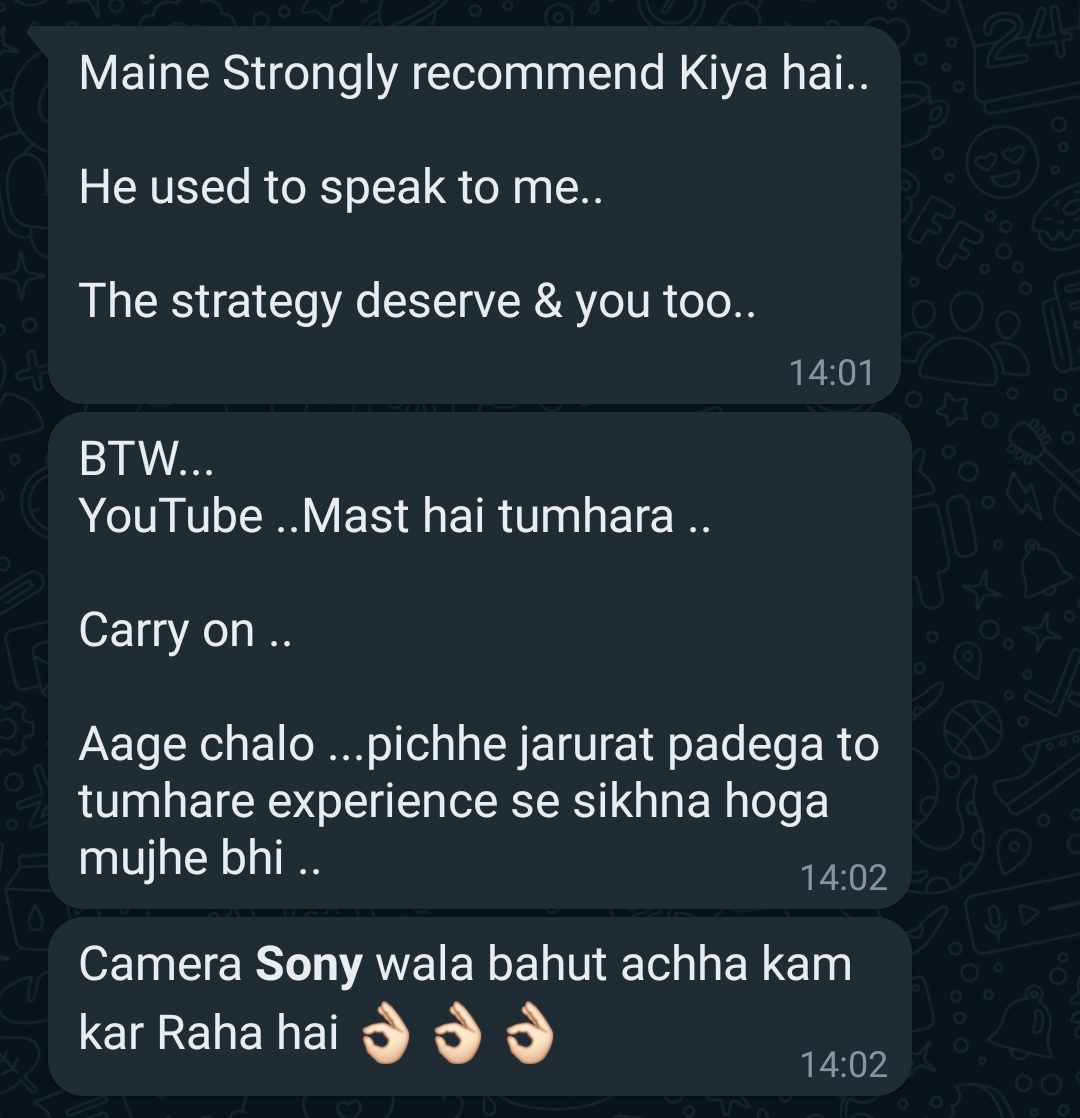 Maine Strongly recommend Kiya hai..
He used to speak to me..
The strategy deserve & you too..
14:01
BTW...
YouTube ..Mast hai tumhara ..
Carry on ..
Aage chalo ...pichhe jarurat padega to
tumhare experience se sikhna hoga
mujhe bhi ..
14:02
Camera Sony wala bahut achha kam
kar Raha hai 👌🏻 👌🏻 👌🏻
14:02